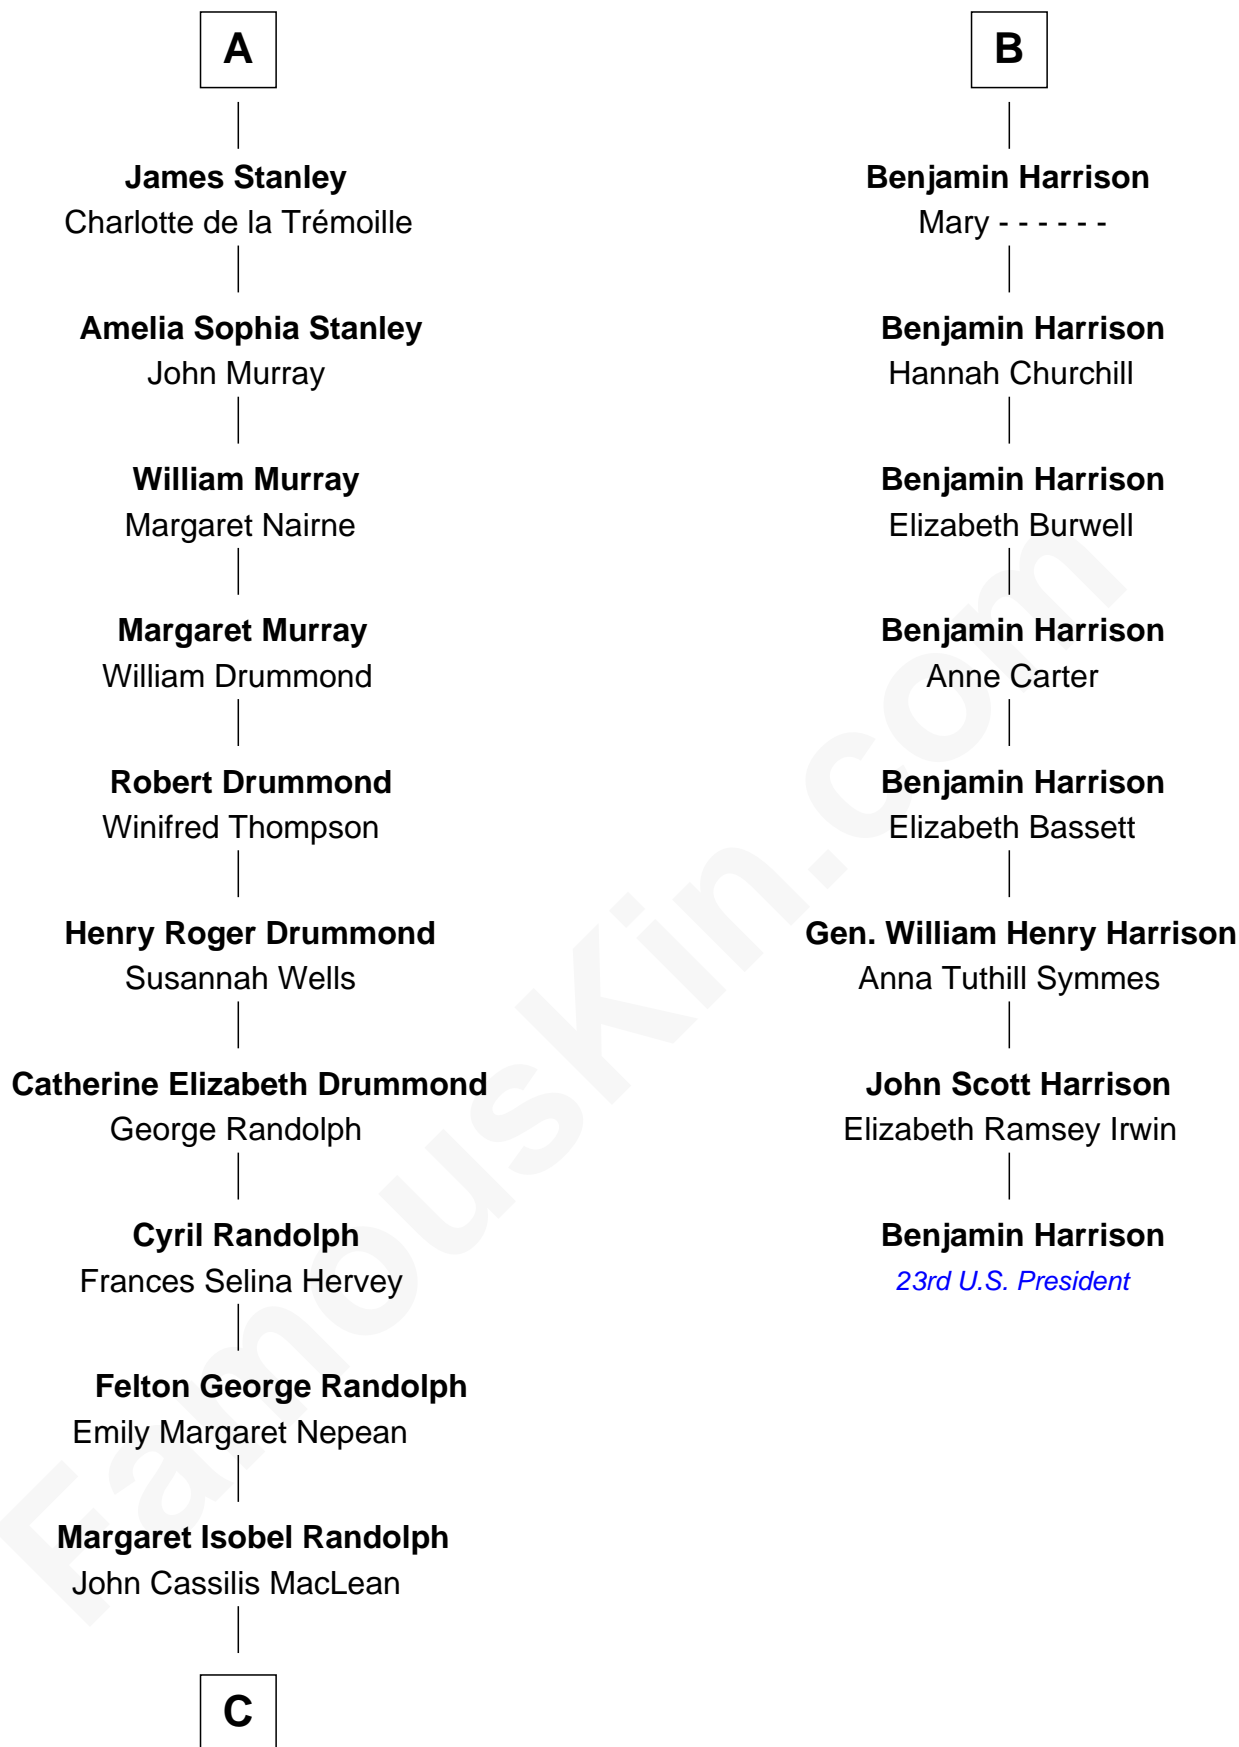 A
James Stanley
Charlotte de la Trémoille
Amelia Sophia Stanley
John Murray
William Murray
Margaret Nairne
Margaret Murray
William Drummond
Robert Drummond
Winifred Thompson
Henry Roger Drummond
Susannah Wells
Catherine Elizabeth Drummond
George Randolph
Cyril Randolph
Frances Selina Hervey
Felton George Randolph
Emily Margaret Nepean
Margaret Isobel Randolph
John Cassilis MacLean
C
B
Benjamin Harrison
Mary - - - - - -
Benjamin Harrison
Hannah Churchill
Benjamin Harrison
Elizabeth Burwell
Benjamin Harrison
Anne Carter
Benjamin Harrison
Elizabeth Bassett
Gen. William Henry Harrison
Anna Tuthill Symmes
John Scott Harrison
Elizabeth Ramsey Irwin
Benjamin Harrison
23rd U.S. President
FamousKin.com